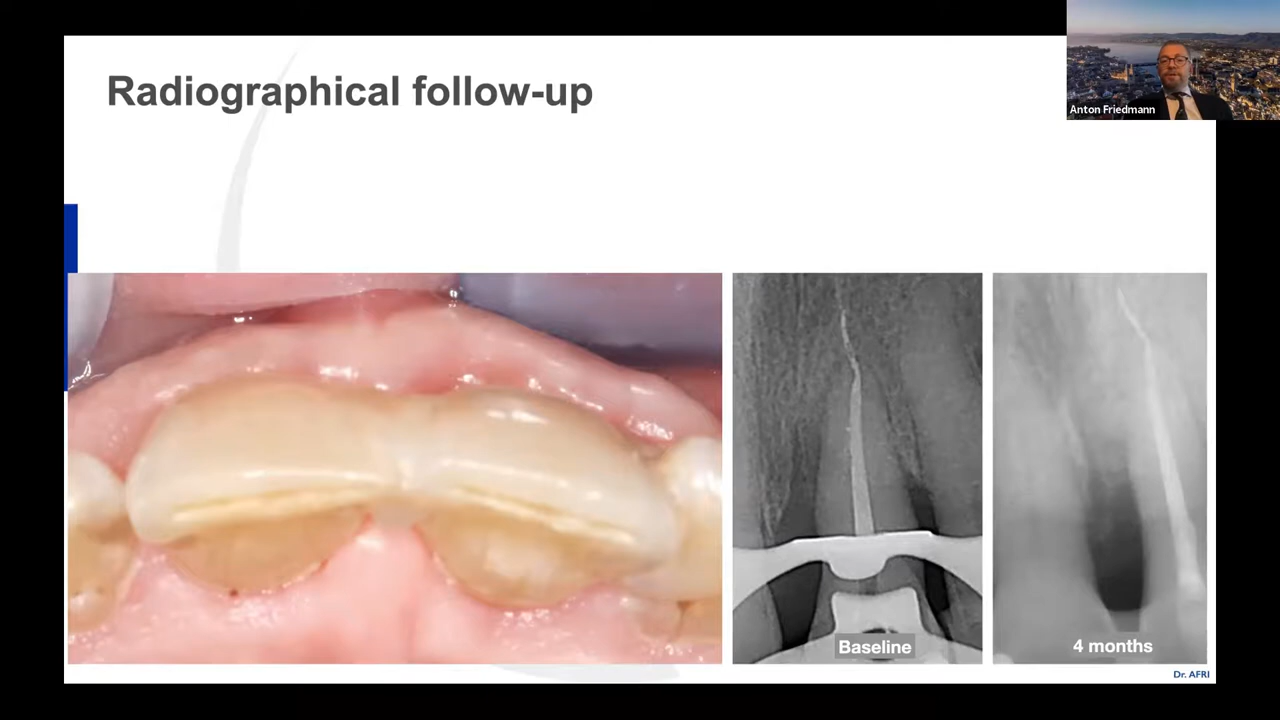 Radiographical follow-up
Anton Friedmann
Baseline
4 months
Dr. AFRI